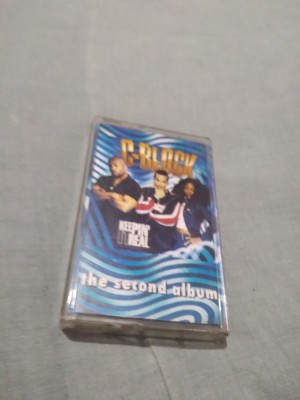 C-BLOCK
KEEPIN'
IT REAL
the second album